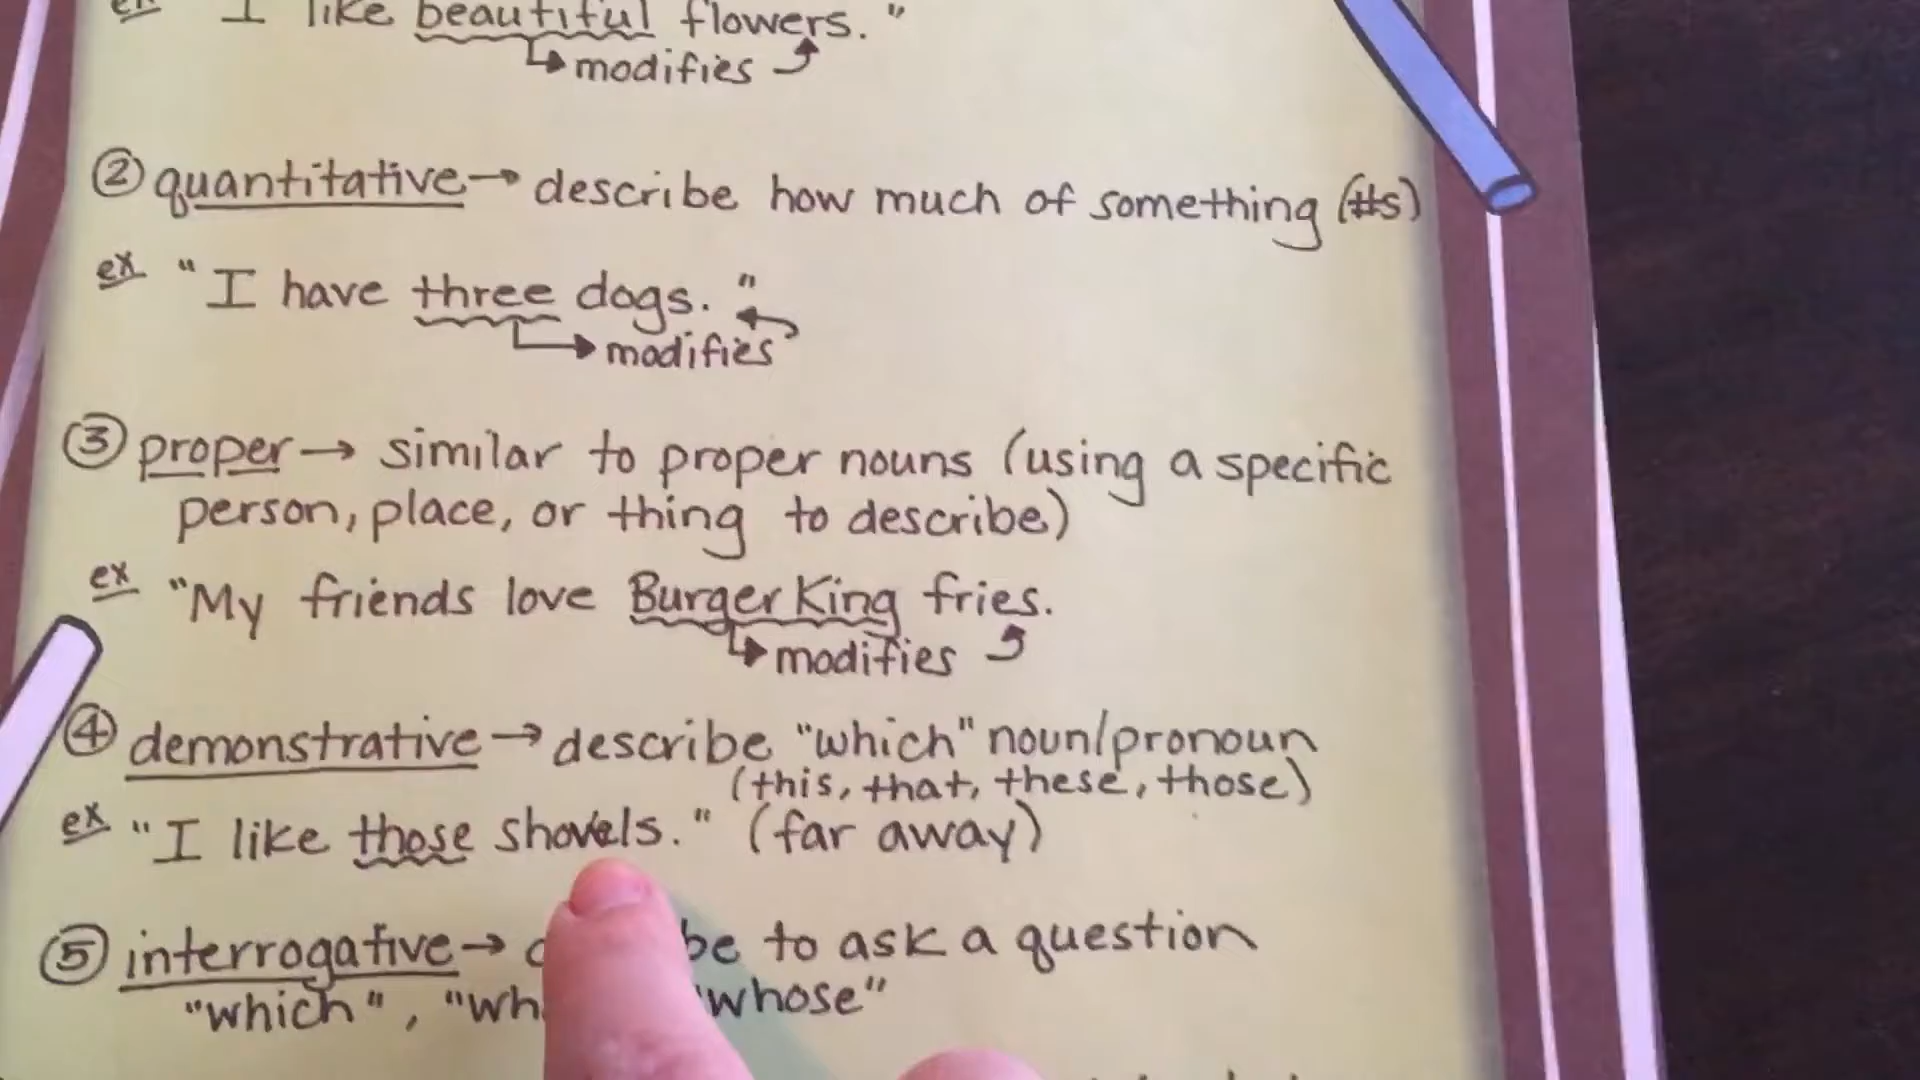 ex "I like beautiful flowers."
modifies
② quantitative → describe how much of something (#s)
ex "I have three dogs."
modifies
③ proper → similar to proper nouns (using a specific
person, place, or thing to describe)
ex "My friends love Burger King fries.
modifies
④ demonstrative → describe "which" noun/pronoun
(this, that, these, those)
ex "I like those shovels." (far away)
⑤ interrogative → to ask a question
"which", "whose"